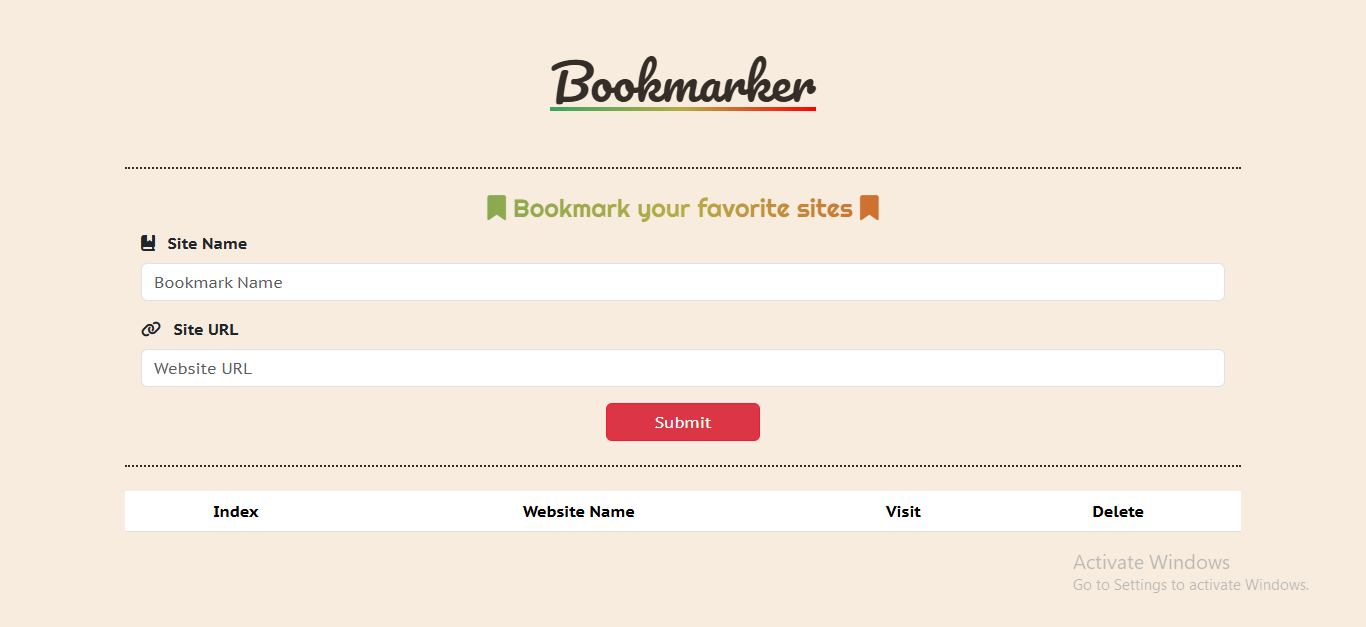 Bookmarker
Bookmark your favorite sites
Site Name
Bookmark Name
Site URL
Website URL
Submit
Index Website Name Visit Delete
Activate Windows
Go to Settings to activate Windows.